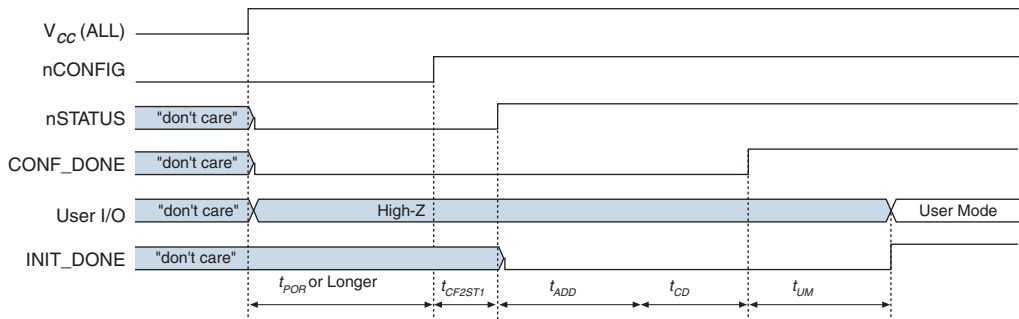 VCC (ALL)
nCONFIG
nSTATUS "don't care"
CONF_DONE "don't care"
User I/O "don't care" High-Z User Mode
INIT_DONE "don't care"
tPOR or Longer tCF2ST1 tADD tCD tUM